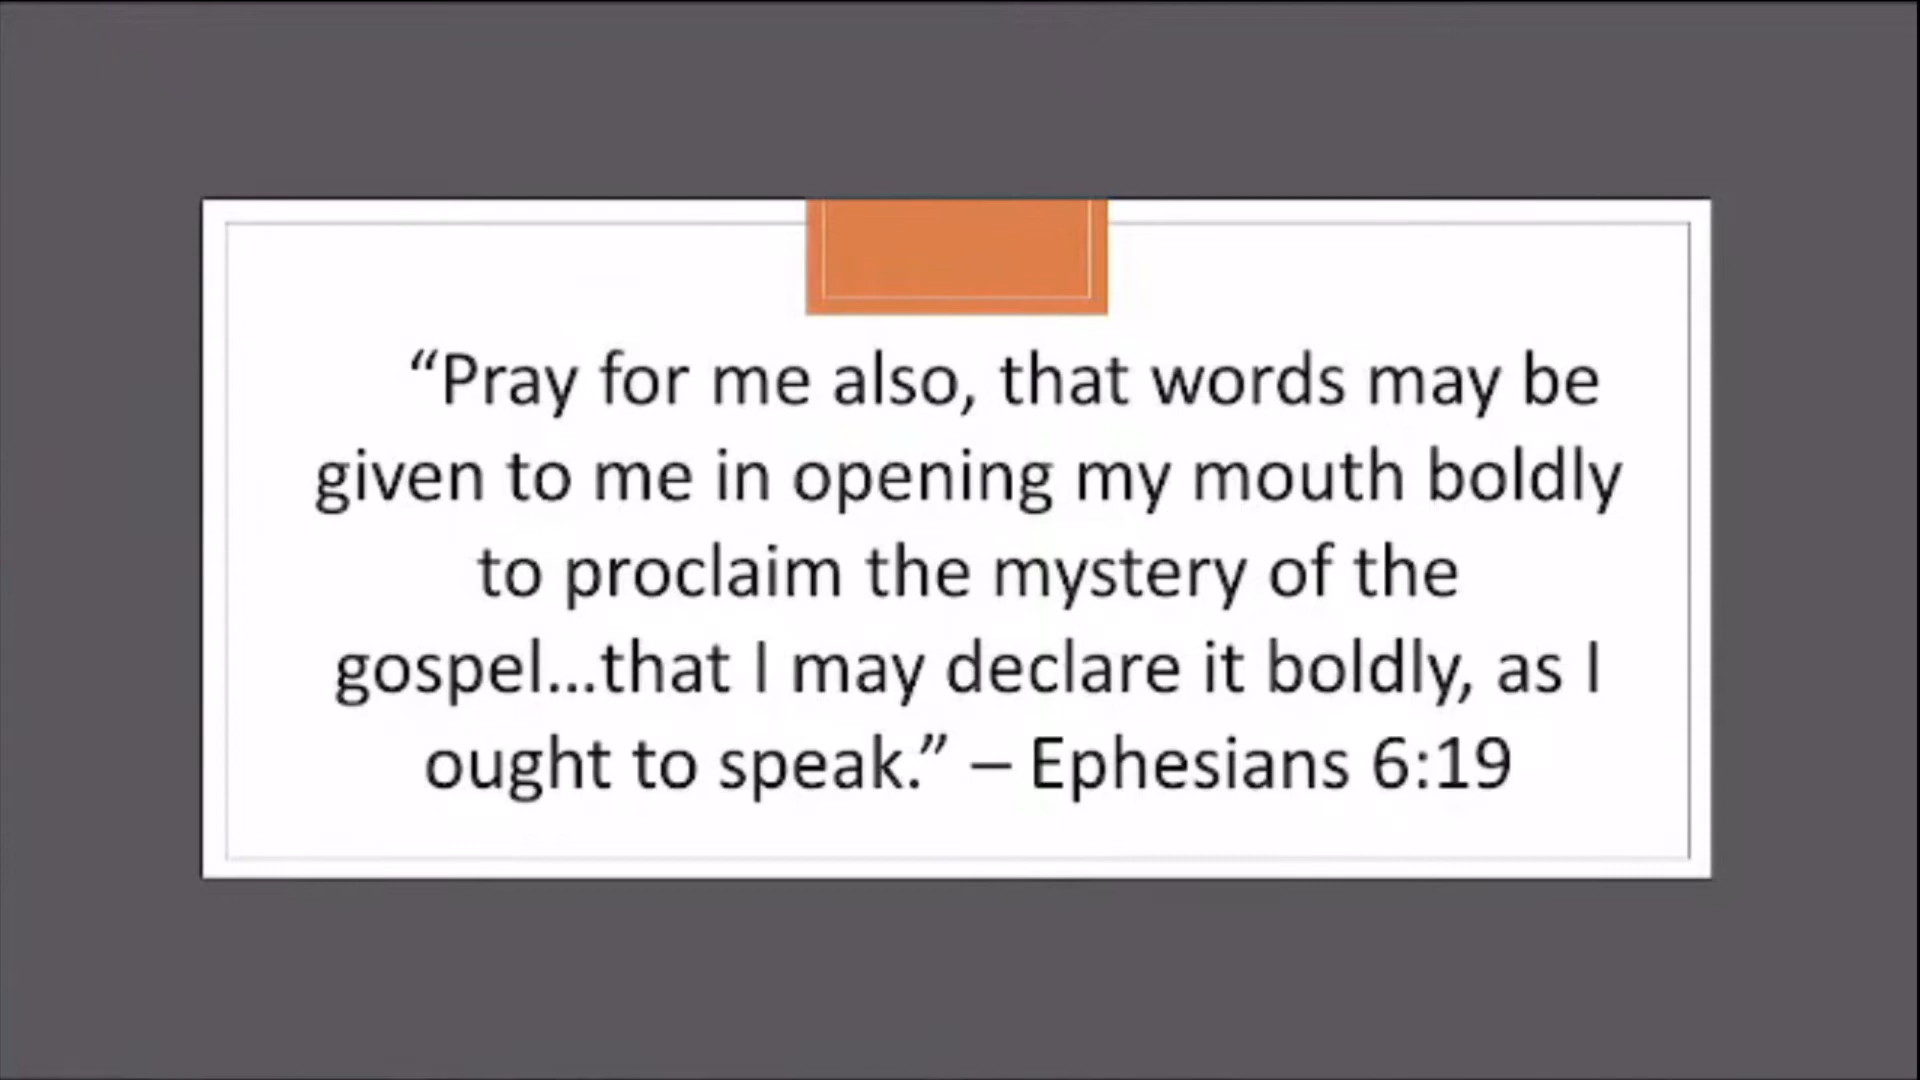 “Pray for me also, that words may be
given to me in opening my mouth boldly
to proclaim the mystery of the
gospel...that I may declare it boldly, as I
ought to speak.” – Ephesians 6:19